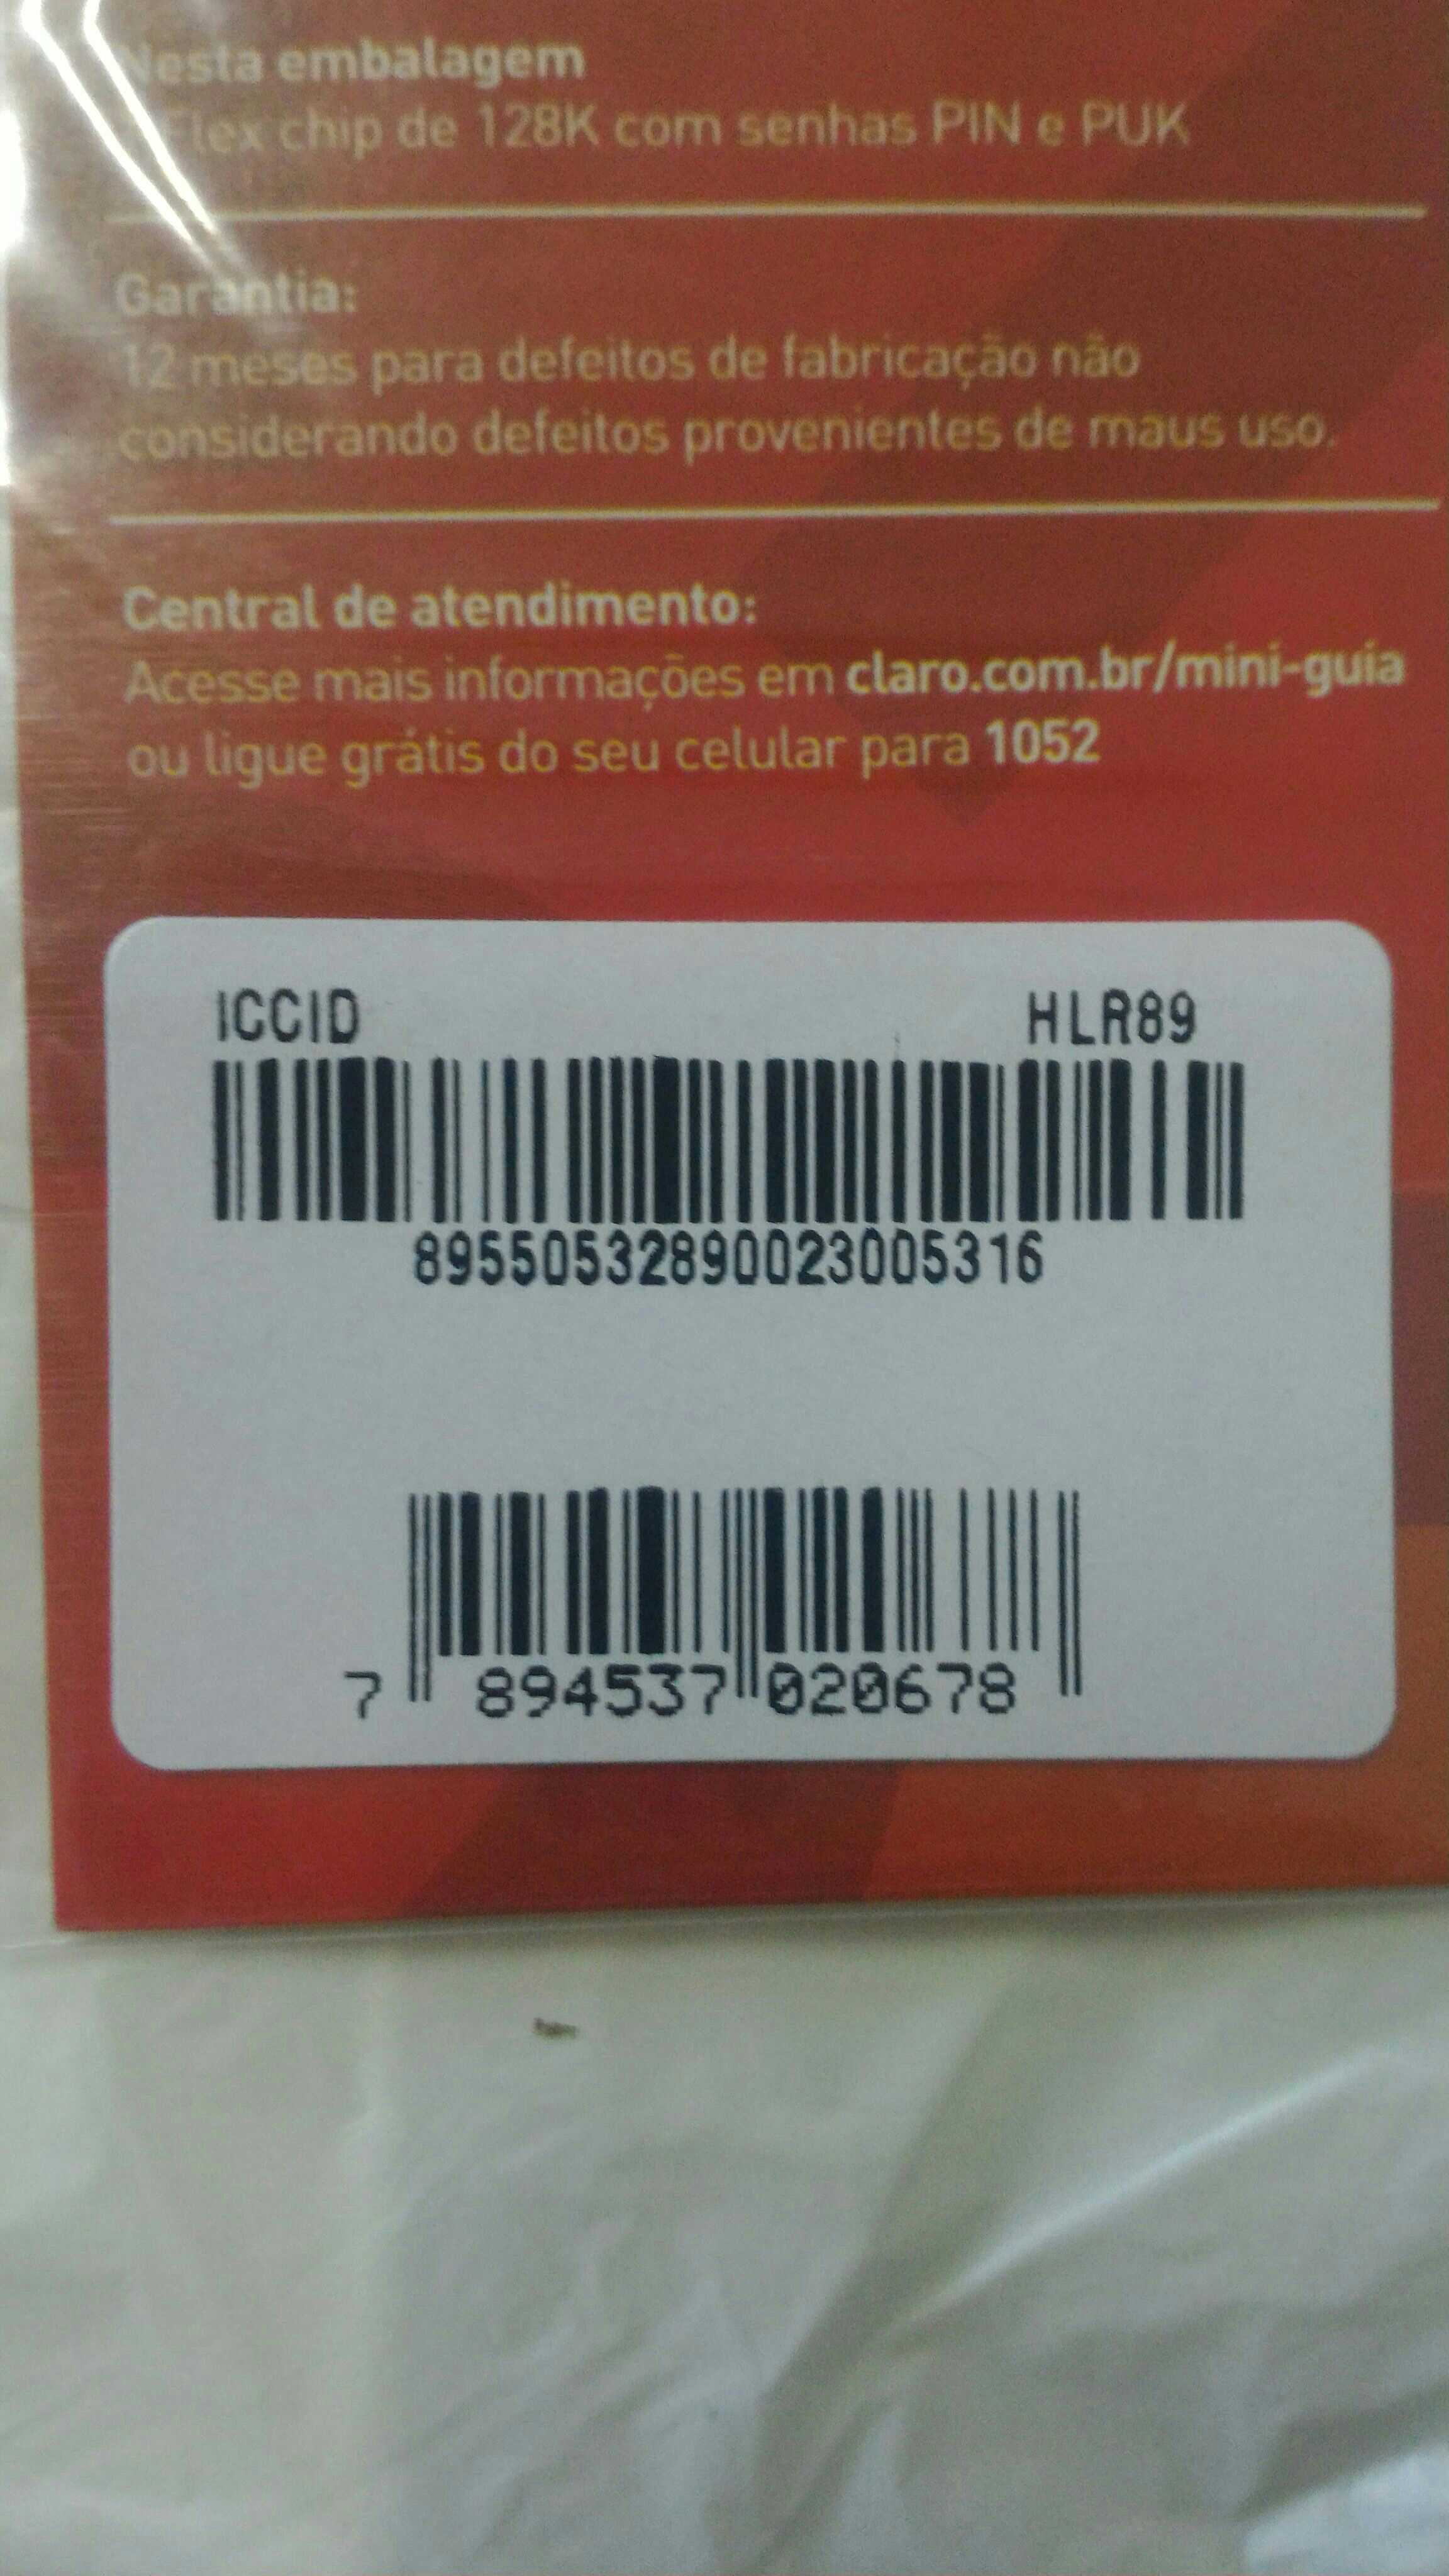 Nesta embalagem
Flex chip de 128K com senhas PIN e PUK
Garantia:
12 meses para defeitos de fabricação não
considerando defeitos provenientes de maus uso.
Central de atendimento:
Acesse mais informações em claro.com.br/mini-guia
ou ligue grátis do seu celular para 1052
ICCID HLR89
89550532890023005316
7 894537 020678